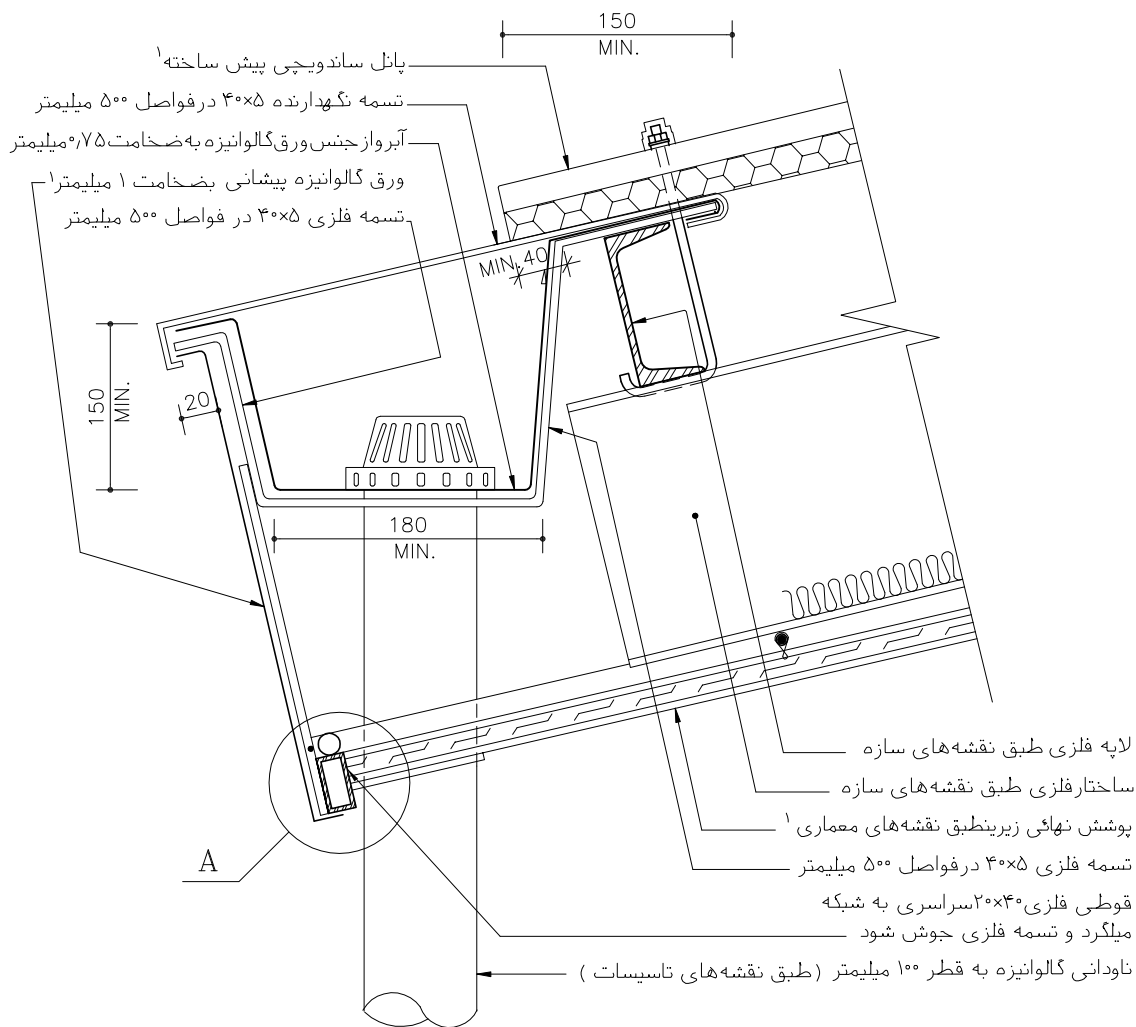 150
MIN.
پانل ساندویچی پیش ساخته۱
تسمه نگهدارنده ۵×۴۰ درفواصل ۵۰۰ میلیمتر
آبرواز جنس ورق گالوانیزه به ضخامت ۰٫۷۵میلیمتر
ورق گالوانیزه پیشانی بضخامت ۱ میلیمتر۱
تسمه فلزی ۵×۴۰ در فواصل ۵۰۰ میلیمتر
MIN.40
150
MIN.
20
180
MIN.
A
لاپه فلزی طبق نقشه‌های سازه
ساختارفلزی طبق نقشه‌های سازه
پوشش نهائی زیرینطبق نقشه‌های معماری ۱
تسمه فلزی ۵×۴۰ درفواصل ۵۰۰ میلیمتر
قوطی فلزی۴۰×۲۰سراسری به شبکه
میلگرد و تسمه فلزی جوش شود
ناودانی گالوانیزه به قطر ۱۰۰ میلیمتر (طبق نقشه‌های تاسیسات )